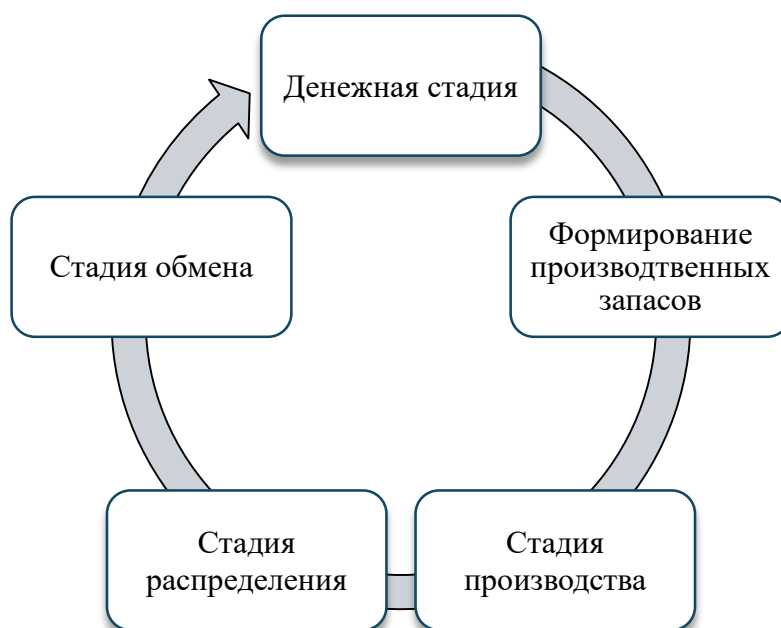 Денежная стадия
Формирование
производтвенных
запасов
Стадия
производства
Стадия
распределения
Стадия обмена